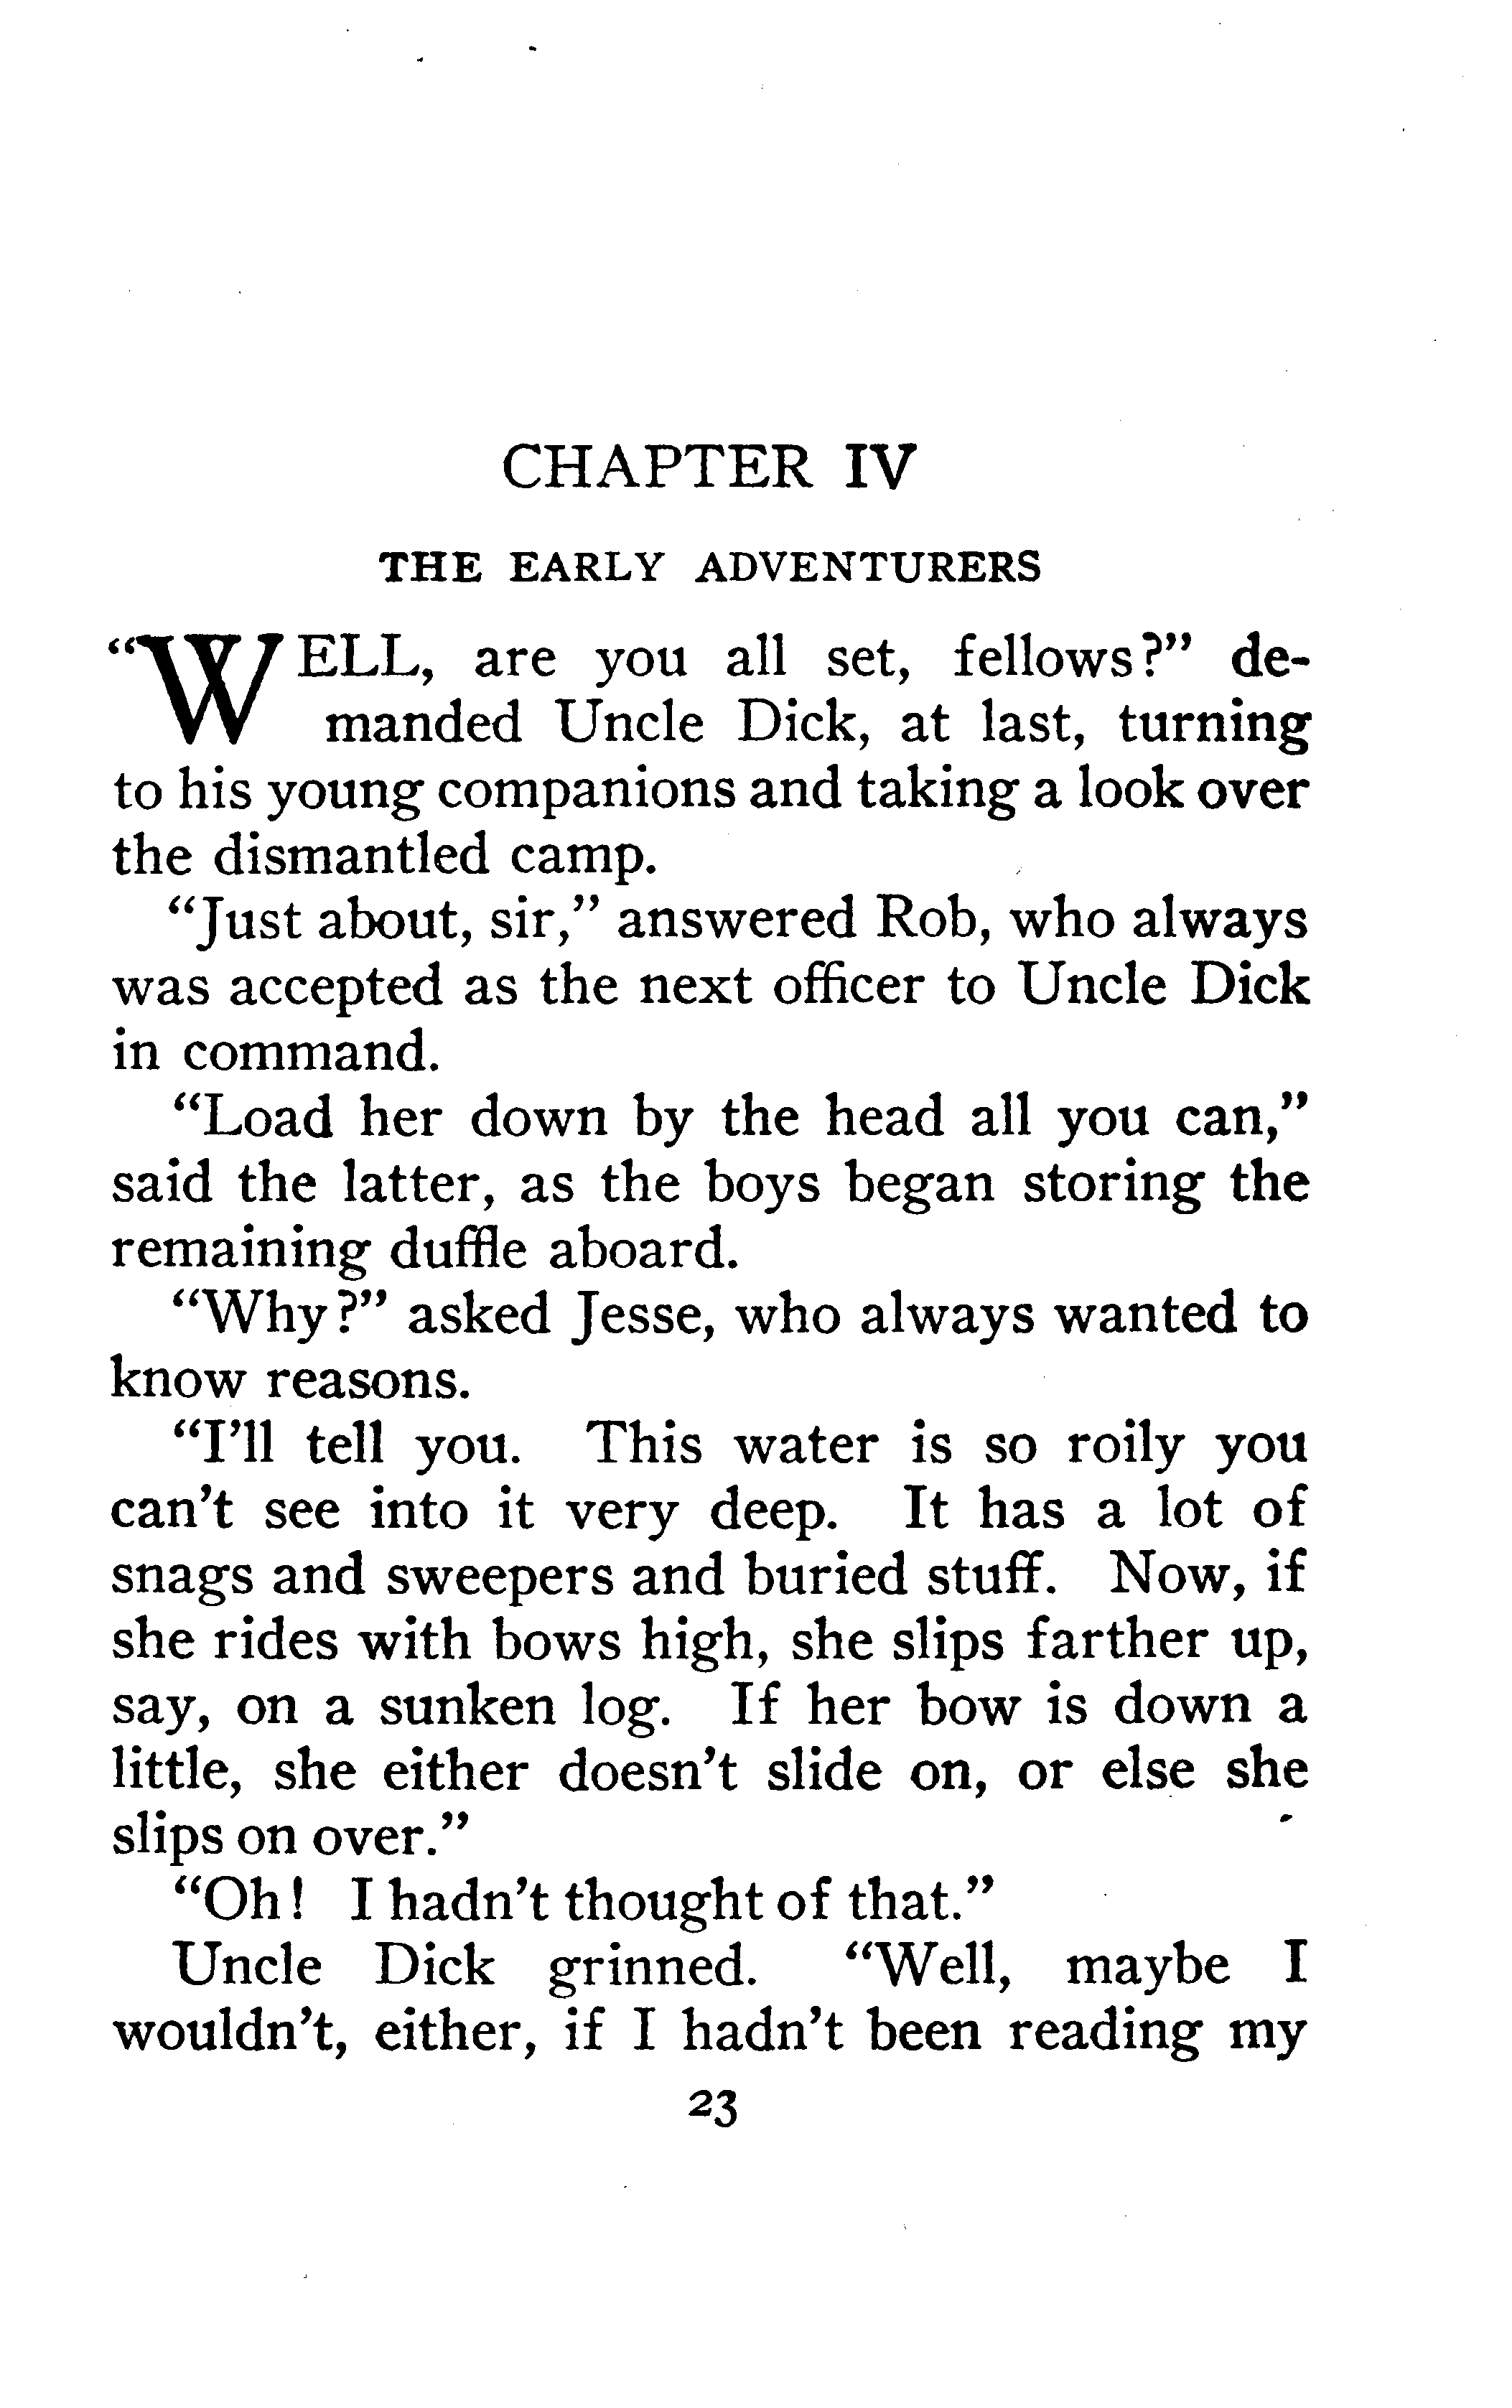 CHAPTER IV
THE EARLY ADVENTURERS
“WELL, are you all set, fellows?” de-
manded Uncle Dick, at last, turning
to his young companions and taking a look over
the dismantled camp.
“Just about, sir,” answered Rob, who always
was accepted as the next officer to Uncle Dick
in command.
“Load her down by the head all you can,”
said the latter, as the boys began storing the
remaining duffle aboard.
“Why?” asked Jesse, who always wanted to
know reasons.
“I’ll tell you. This water is so roily you
can’t see into it very deep. It has a lot of
snags and sweepers and buried stuff. Now, if
she rides with bows high, she slips farther up,
say, on a sunken log. If her bow is down a
little, she either doesn’t slide on, or else she
slips on over.”
“Oh! I hadn’t thought of that.”
Uncle Dick grinned. “Well, maybe I
wouldn’t, either, if I hadn’t been reading my
23